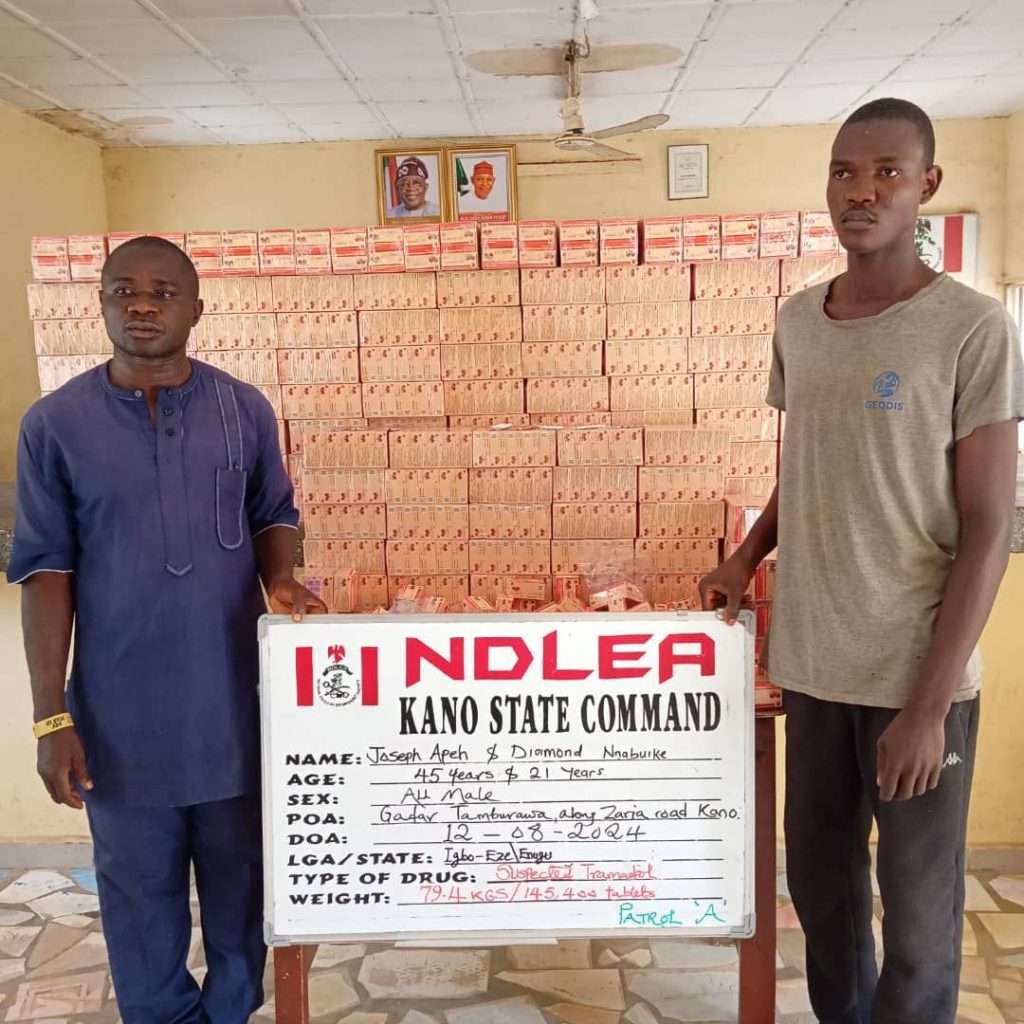 GEODIS
NDLEA
KANO STATE COMMAND
NAME: Joseph Apeh & Diamond Nnabuike
AGE: 45 years & 21 Years
SEX: All Male
POA: Gadar Tamburawa, along Zaria road Kano.
DOA: 12-08-2024
LGA/STATE: Igbo-Eze\Enugu
TYPE OF DRUG: Suspected Tramadol
WEIGHT: 79.4 KGS/145,400 tablets
PATROL 'A'